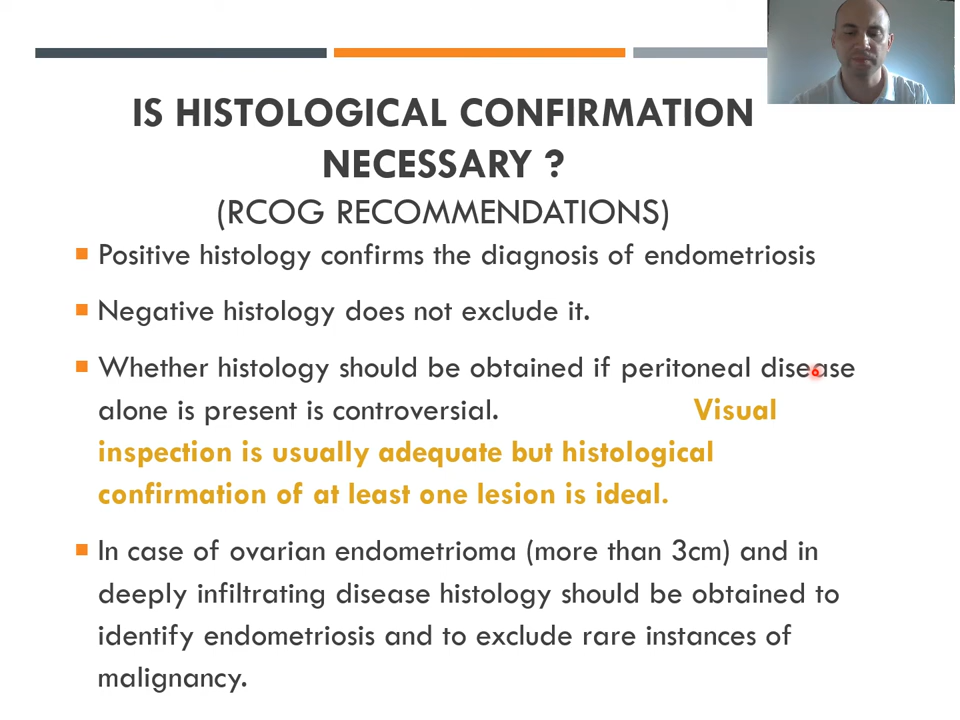 IS HISTOLOGICAL CONFIRMATION
NECESSARY ?
(RCOG RECOMMENDATIONS)
Positive histology confirms the diagnosis of endometriosis
Negative histology does not exclude it.
Whether histology should be obtained if peritoneal disease
alone is present is controversial. Visual
inspection is usually adequate but histological
confirmation of at least one lesion is ideal.
In case of ovarian endometrioma (more than 3cm) and in
deeply infiltrating disease histology should be obtained to
identify endometriosis and to exclude rare instances of
malignancy.